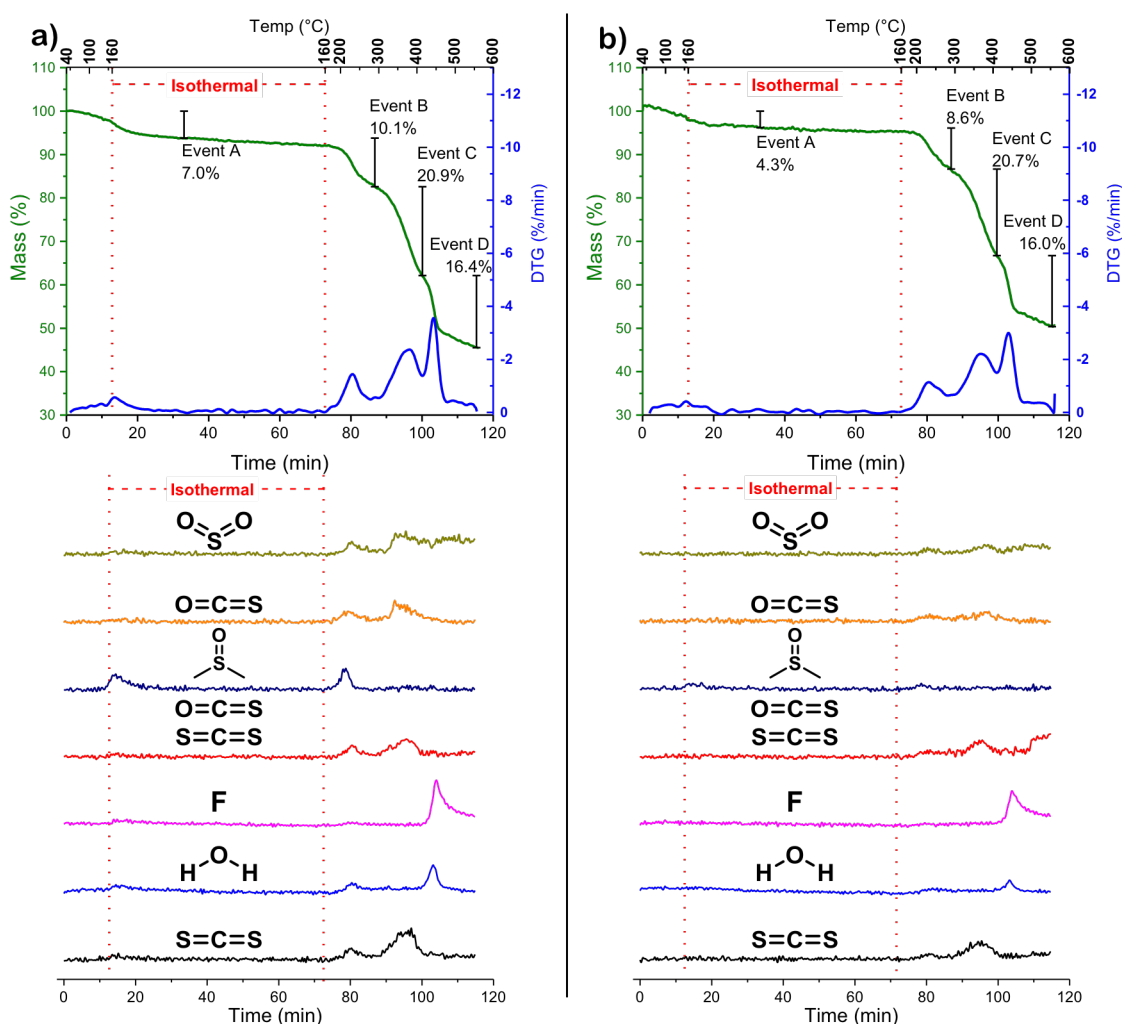 a)
Temp (°C)
40 100 160 160 200 300 400 500 600
110
100
90
80
70
60
50
40
30
Mass (%)
-12
-10
-8
-6
-4
-2
0
DTG (%/min)
Isothermal
Event A
7.0%
Event B
10.1%
Event C
20.9%
Event D
16.4%
0 20 40 60 80 100 120
Time (min)
Isothermal
O S O
O=C=S
O
S
O=C=S
S=C=S
F
H O H
S=C=S
0 20 40 60 80 100 120
Time (min)
b)
Temp (°C)
40 100 160 160 200 300 400 500 600
110
100
90
80
70
60
50
40
30
Mass (%)
-12
-10
-8
-6
-4
-2
0
DTG (%/min)
Isothermal
Event A
4.3%
Event B
8.6%
Event C
20.7%
Event D
16.0%
0 20 40 60 80 100 120
Time (min)
Isothermal
O S O
O=C=S
O
S
O=C=S
S=C=S
F
H O H
S=C=S
0 20 40 60 80 100 120
Time (min)